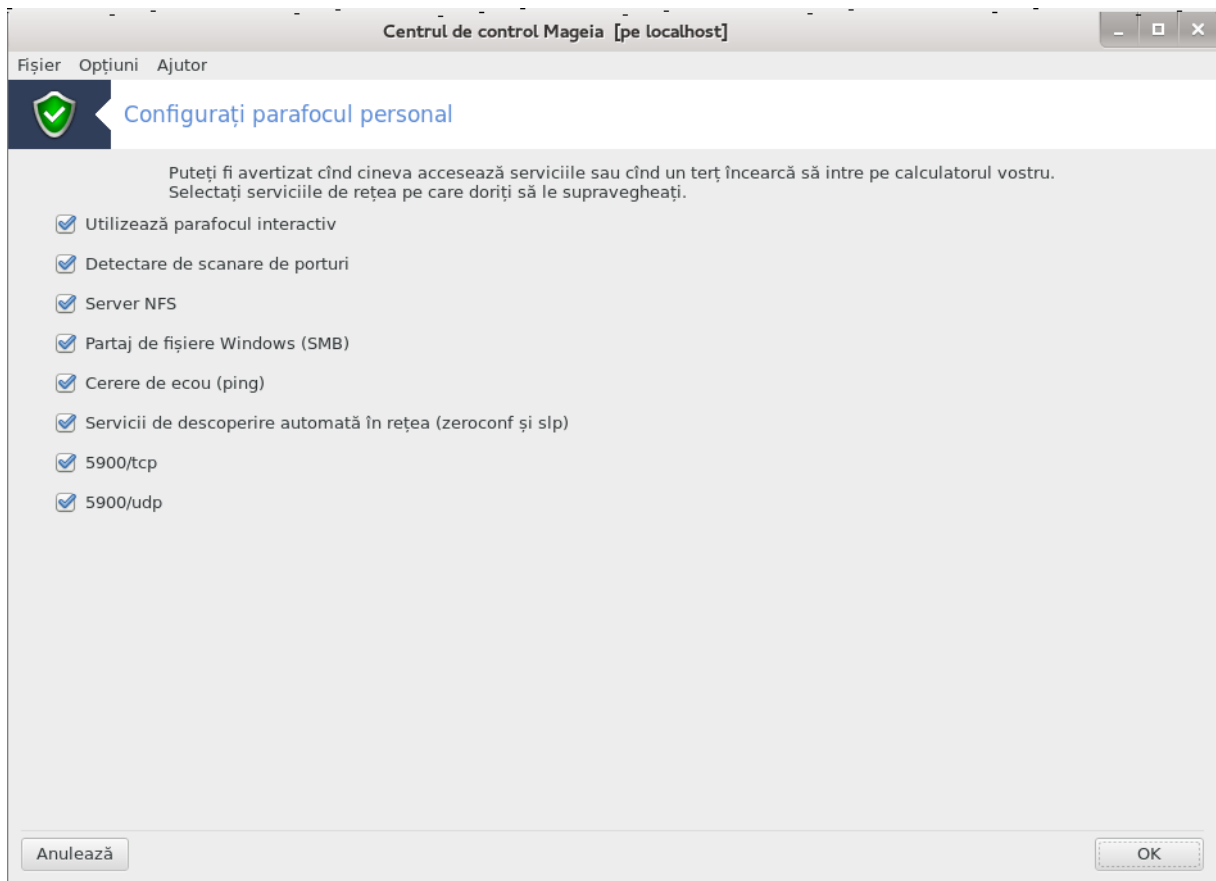 Centrul de control Mageia [pe localhost]
Fișier Opțiuni Ajutor
Configurați parafocul personal
Puteți fi avertizat cînd cineva accesează serviciile sau cînd un terț încearcă să intre pe calculatorul vostru.
Selectați serviciile de rețea pe care doriți să le supravegheați.
Utilizează parafocul interactiv
Detectare de scanare de porturi
Server NFS
Partaj de fișiere Windows (SMB)
Cerere de ecou (ping)
Servicii de descoperire automată în rețea (zeroconf și slp)
5900/tcp
5900/udp
Anulează OK